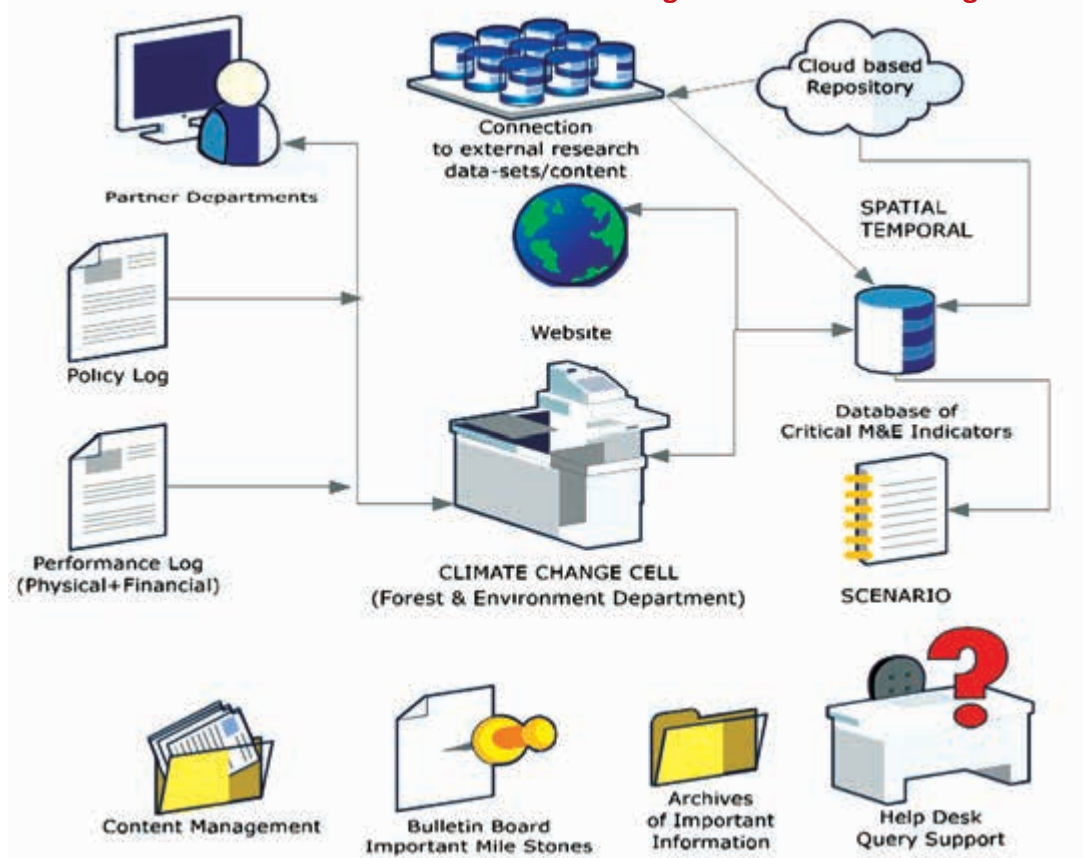 Cloud based
Repository
Connection
to external research
data-sets/content
Partner Departments
SPATIAL
TEMPORAL
Website
Policy Log
Database of
Critical M&E Indicators
Performance Log
(Physical+Financial)
CLIMATE CHANGE CELL
(Forest & Environment Department)
SCENARIO
Content Management
Bulletin Board
Important Mile Stones
Archives
of Important
Information
Help Desk
Query Support